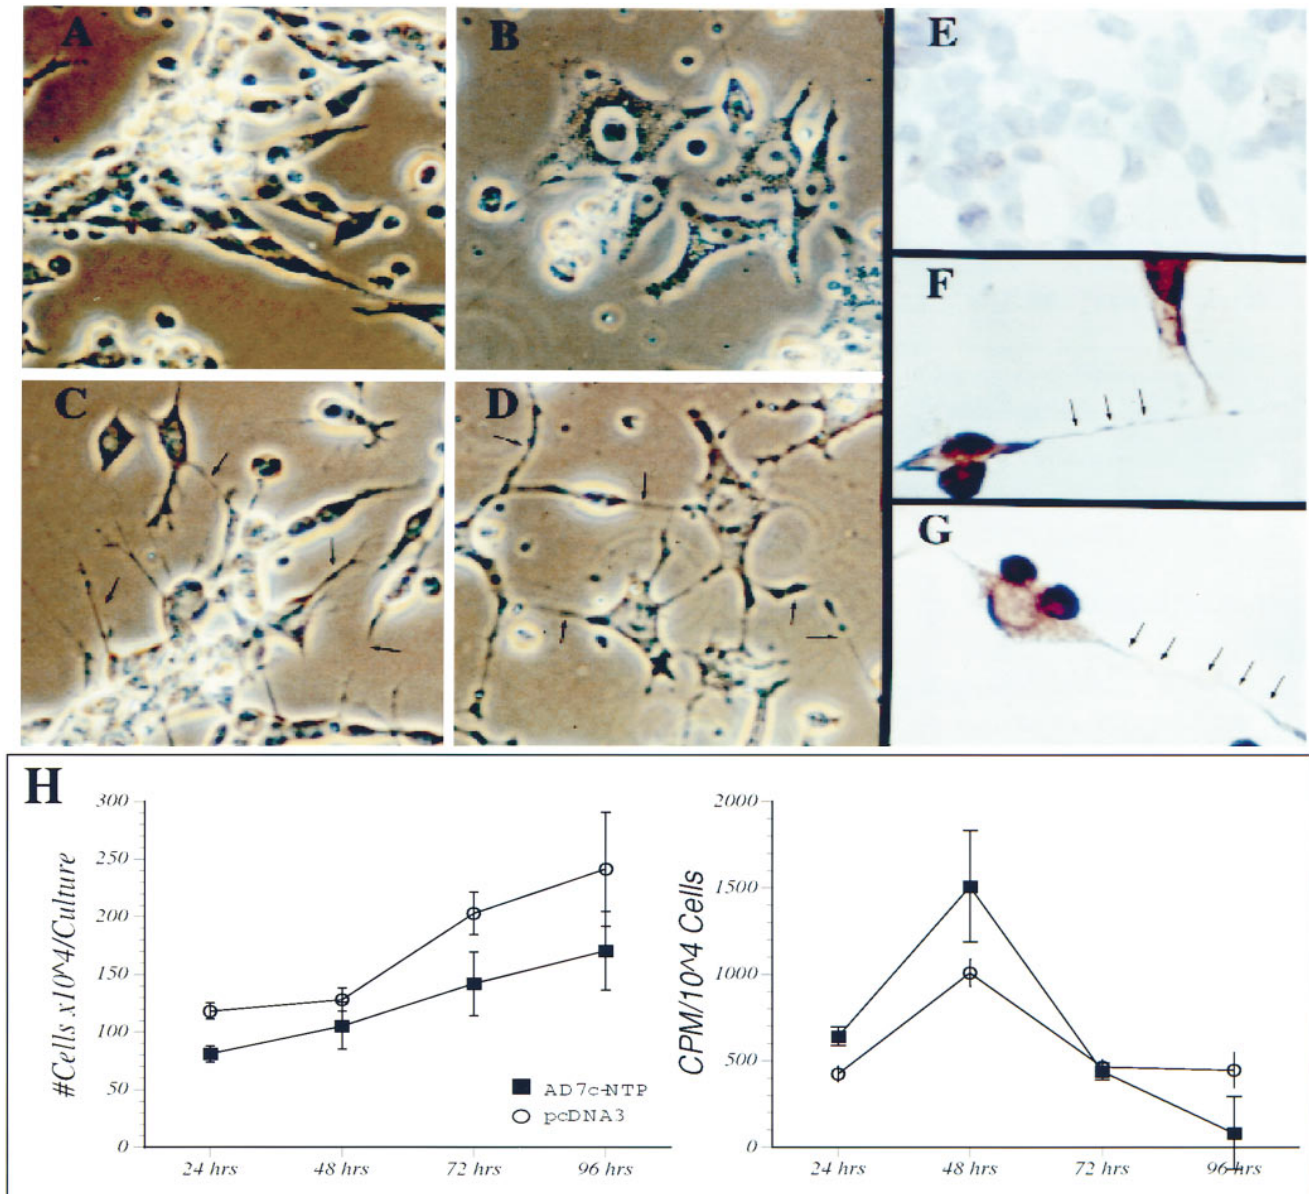 A
B
E
F
C
D
G
H
#Cells x10^4/Culture
300
250
200
150
100
50
0
24 hrs
48 hrs
72 hrs
96 hrs
AD7c-NTP
pcDNA3
CPM/10^4 Cells
2000
1500
1000
500
0
24 hrs
48 hrs
72 hrs
96 hrs